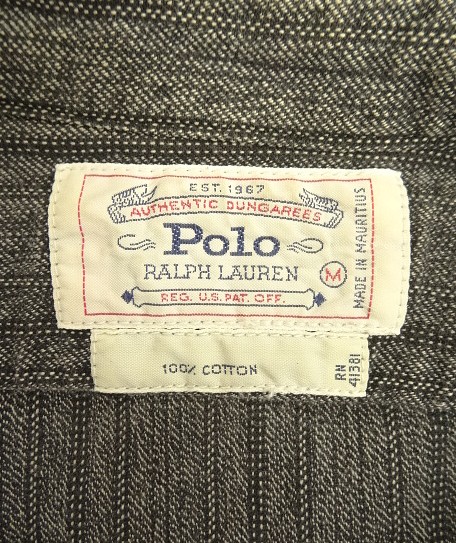 EST. 1967
AUTHENTIC DUNGAREES
Polo
RALPH LAUREN
M
REG. U.S. PAT. OFF.
MADE IN MAURITIUS
100% COTTON
RN
41381